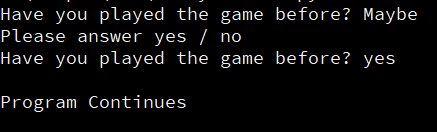 Have you played the game before? Maybe
Please answer yes / no
Have you played the game before? yes
Program Continues